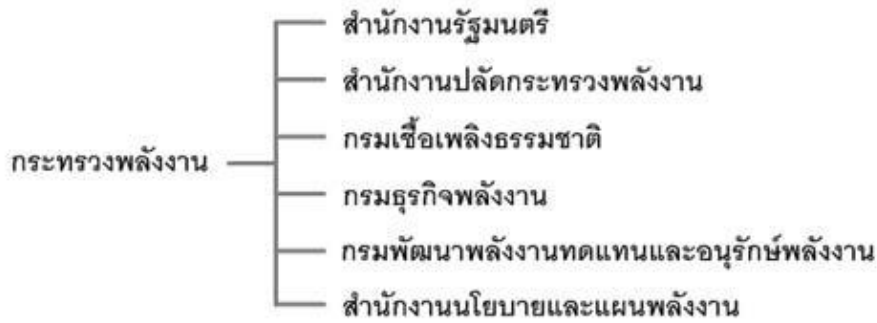 สำนักงานรัฐมนตรี
สำนักงานปลัดกระทรวงพลังงาน
กรมเชื้อเพลิงธรรมชาติ
กระทรวงพลังงาน
กรมธุรกิจพลังงาน
กรมพัฒนาพลังงานทดแทนและอนุรักษ์พลังงาน
สำนักงานนโยบายและแผนพลังงาน